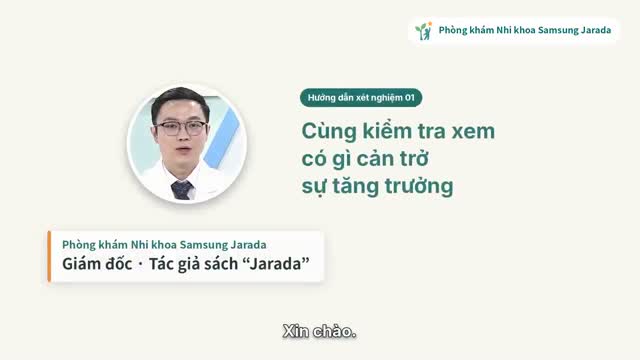 Phòng khám Nhi khoa Samsung Jarada
Hướng dẫn xét nghiệm 01
Cùng kiểm tra xem
có gì cản trở
sự tăng trưởng
Phòng khám Nhi khoa Samsung Jarada
Giám đốc · Tác giả sách “Jarada”
Xin chào.